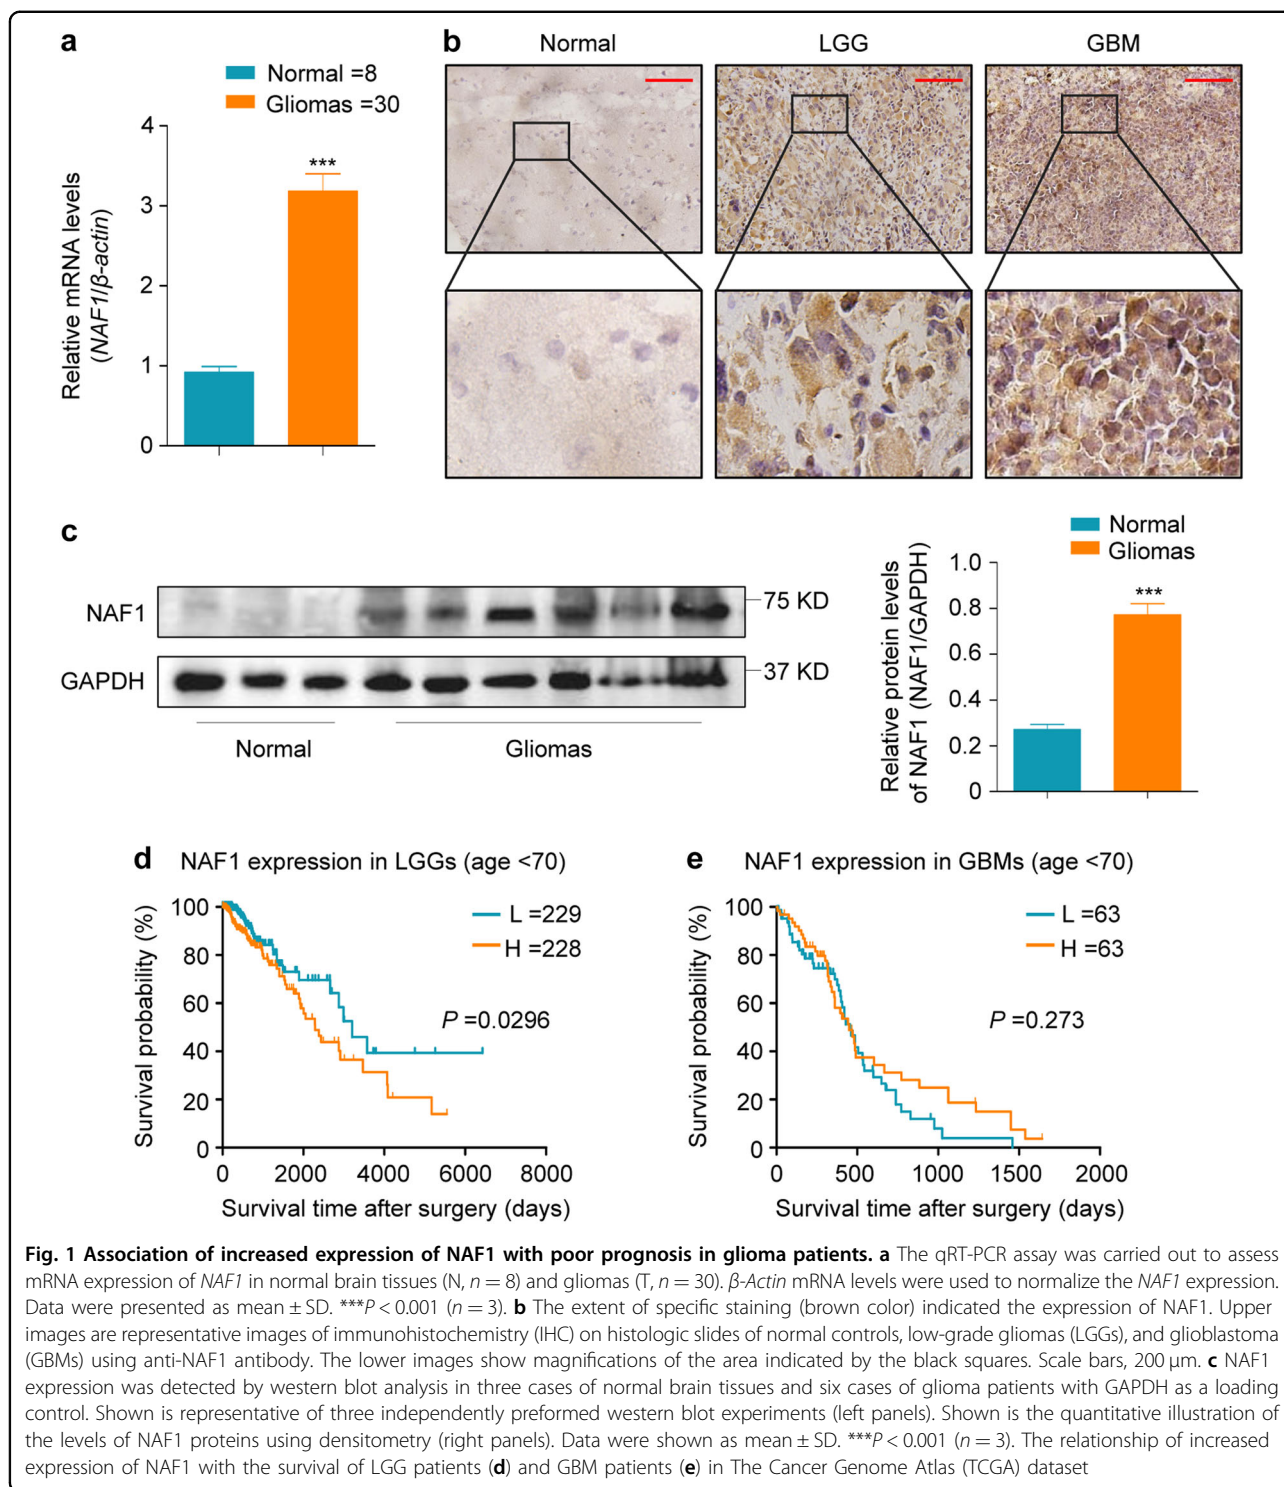 a
Normal =8
Gliomas =30
Relative mRNA levels
(NAF1/β-actin)
4
3
2
1
0
***
b
Normal
LGG
GBM
c
NAF1
GAPDH
75 KD
37 KD
Normal
Gliomas
Normal
Gliomas
Relative protein levels
of NAF1 (NAF1/GAPDH)
1.0
0.8
0.6
0.4
0.2
0
***
d
NAF1 expression in LGGs (age <70)
Survival probability (%)
100
80
60
40
20
0
L =229
H =228
P =0.0296
0 2000 4000 6000 8000
Survival time after surgery (days)
e
NAF1 expression in GBMs (age <70)
Survival probability (%)
100
80
60
40
20
0
L =63
H =63
P =0.273
0 500 1000 1500 2000
Survival time after surgery (days)
Fig. 1 Association of increased expression of NAF1 with poor prognosis in glioma patients. a The qRT-PCR assay was carried out to assess
mRNA expression of NAF1 in normal brain tissues (N, n = 8) and gliomas (T, n = 30). β-Actin mRNA levels were used to normalize the NAF1 expression.
Data were presented as mean ± SD. ***P < 0.001 (n = 3). b The extent of specific staining (brown color) indicated the expression of NAF1. Upper
images are representative images of immunohistochemistry (IHC) on histologic slides of normal controls, low-grade gliomas (LGGs), and glioblastoma
(GBMs) using anti-NAF1 antibody. The lower images show magnifications of the area indicated by the black squares. Scale bars, 200 μm. c NAF1
expression was detected by western blot analysis in three cases of normal brain tissues and six cases of glioma patients with GAPDH as a loading
control. Shown is representative of three independently preformed western blot experiments (left panels). Shown is the quantitative illustration of
the levels of NAF1 proteins using densitometry (right panels). Data were shown as mean ± SD. ***P < 0.001 (n = 3). The relationship of increased
expression of NAF1 with the survival of LGG patients (d) and GBM patients (e) in The Cancer Genome Atlas (TCGA) dataset